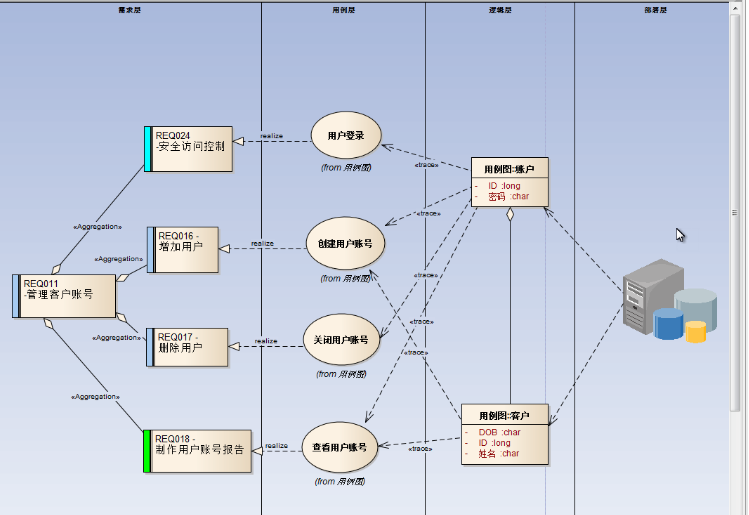 需求层
用例层
逻辑层
部署层
REQ024
-安全访问控制
realize
用户登录
(from 用例图)
«trace»
用例图::账户
- ID :long
- 密码 :char
«Aggregation»
REQ016 -
增加用户
«Aggregation»
realize
创建用户账号
(from 用例图)
«trace»
REQ011
-管理客户账号
«trace»
«Aggregation»
REQ017 -
删除用户
realize
关闭用户账号
(from 用例图)
«trace»
«trace»
«Aggregation»
REQ018 -
制作用户账号报告
realize
查看用户账号
(from 用例图)
«trace»
用例图::客户
- DOB :char
- ID :long
- 姓名 :char